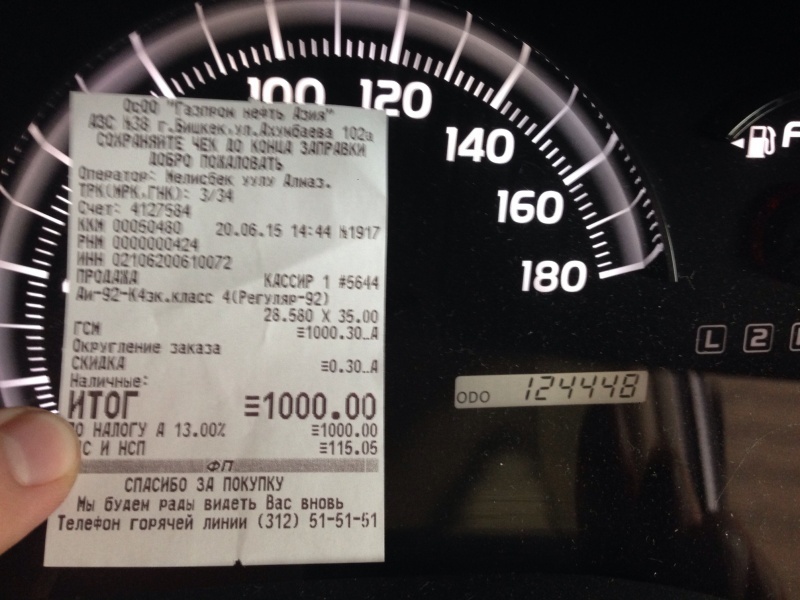 ОсОО "Газпром нефть Азия"
АЗС №38 г.Бишкек,ул.Ахунбаева 102а
СОХРАНЯЙТЕ ЧЕК ДО КОНЦА ЗАПРАВКИ
ДОБРО ПОЖАЛОВАТЬ
Оператор: Мелисбек уулу Алмаз.
ТРК(МРК,ГНК): 3/34
Счет: 4127584
ККМ 00050480 20.06.15 14:44 №1917
РНМ 0000000424
ИНН 02106200610072
ПРОДАЖА КАССИР 1 #5644
Аи-92-К4эк.класс 4(Регуляр-92)
28.580 X 35.00
ГСМ ≡1000.30_А
Округление заказа
СКИДКА ≡0.30_А
Наличные:
ИТОГ ≡1000.00
ПО НАЛОГУ А 13.00% ≡1000.00
С И НСП ≡115.05
ФП
СПАСИБО ЗА ПОКУПКУ
Мы будем рады видеть Вас вновь
Телефон горячей линии (312) 51-51-51
100
120
140
160
180
F
L 2
ODO 124448